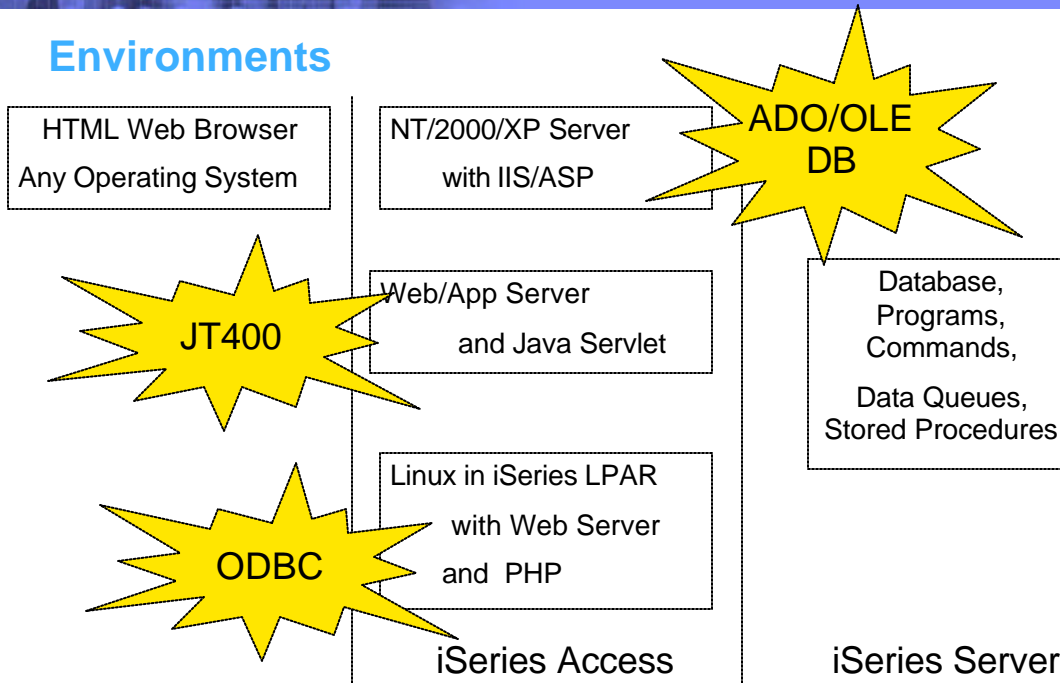 Environments
HTML Web Browser
Any Operating System
NT/2000/XP Server
with IIS/ASP
ADO/OLE
DB
JT400
Web/App Server
and Java Servlet
Database,
Programs,
Commands,
Data Queues,
Stored Procedures
ODBC
Linux in iSeries LPAR
with Web Server
and PHP
iSeries Access
iSeries Server